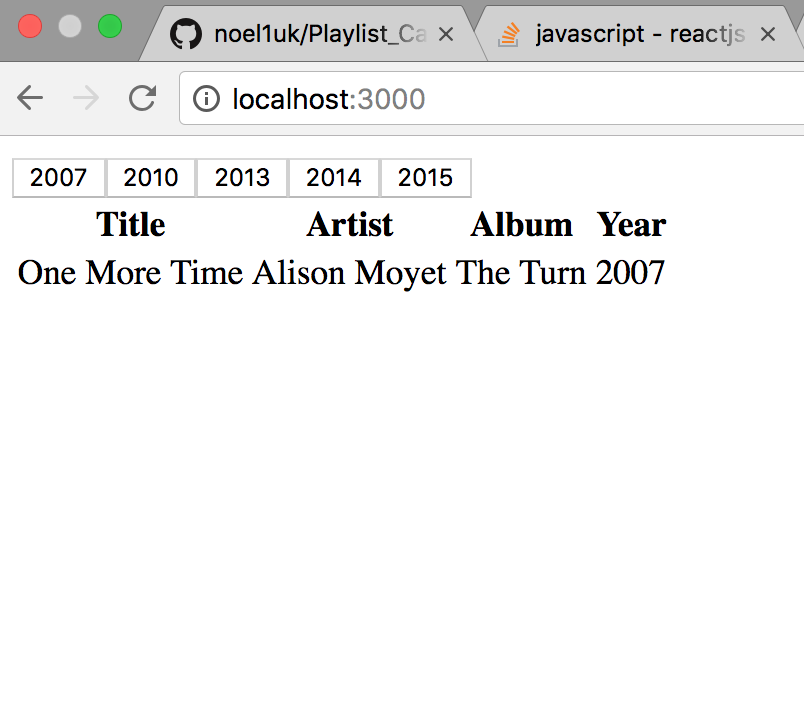 noel1uk/Playlist_Ca
javascript - reactjs
localhost:3000
2007 2010 2013 2014 2015
Title Artist Album Year
One More Time Alison Moyet The Turn 2007